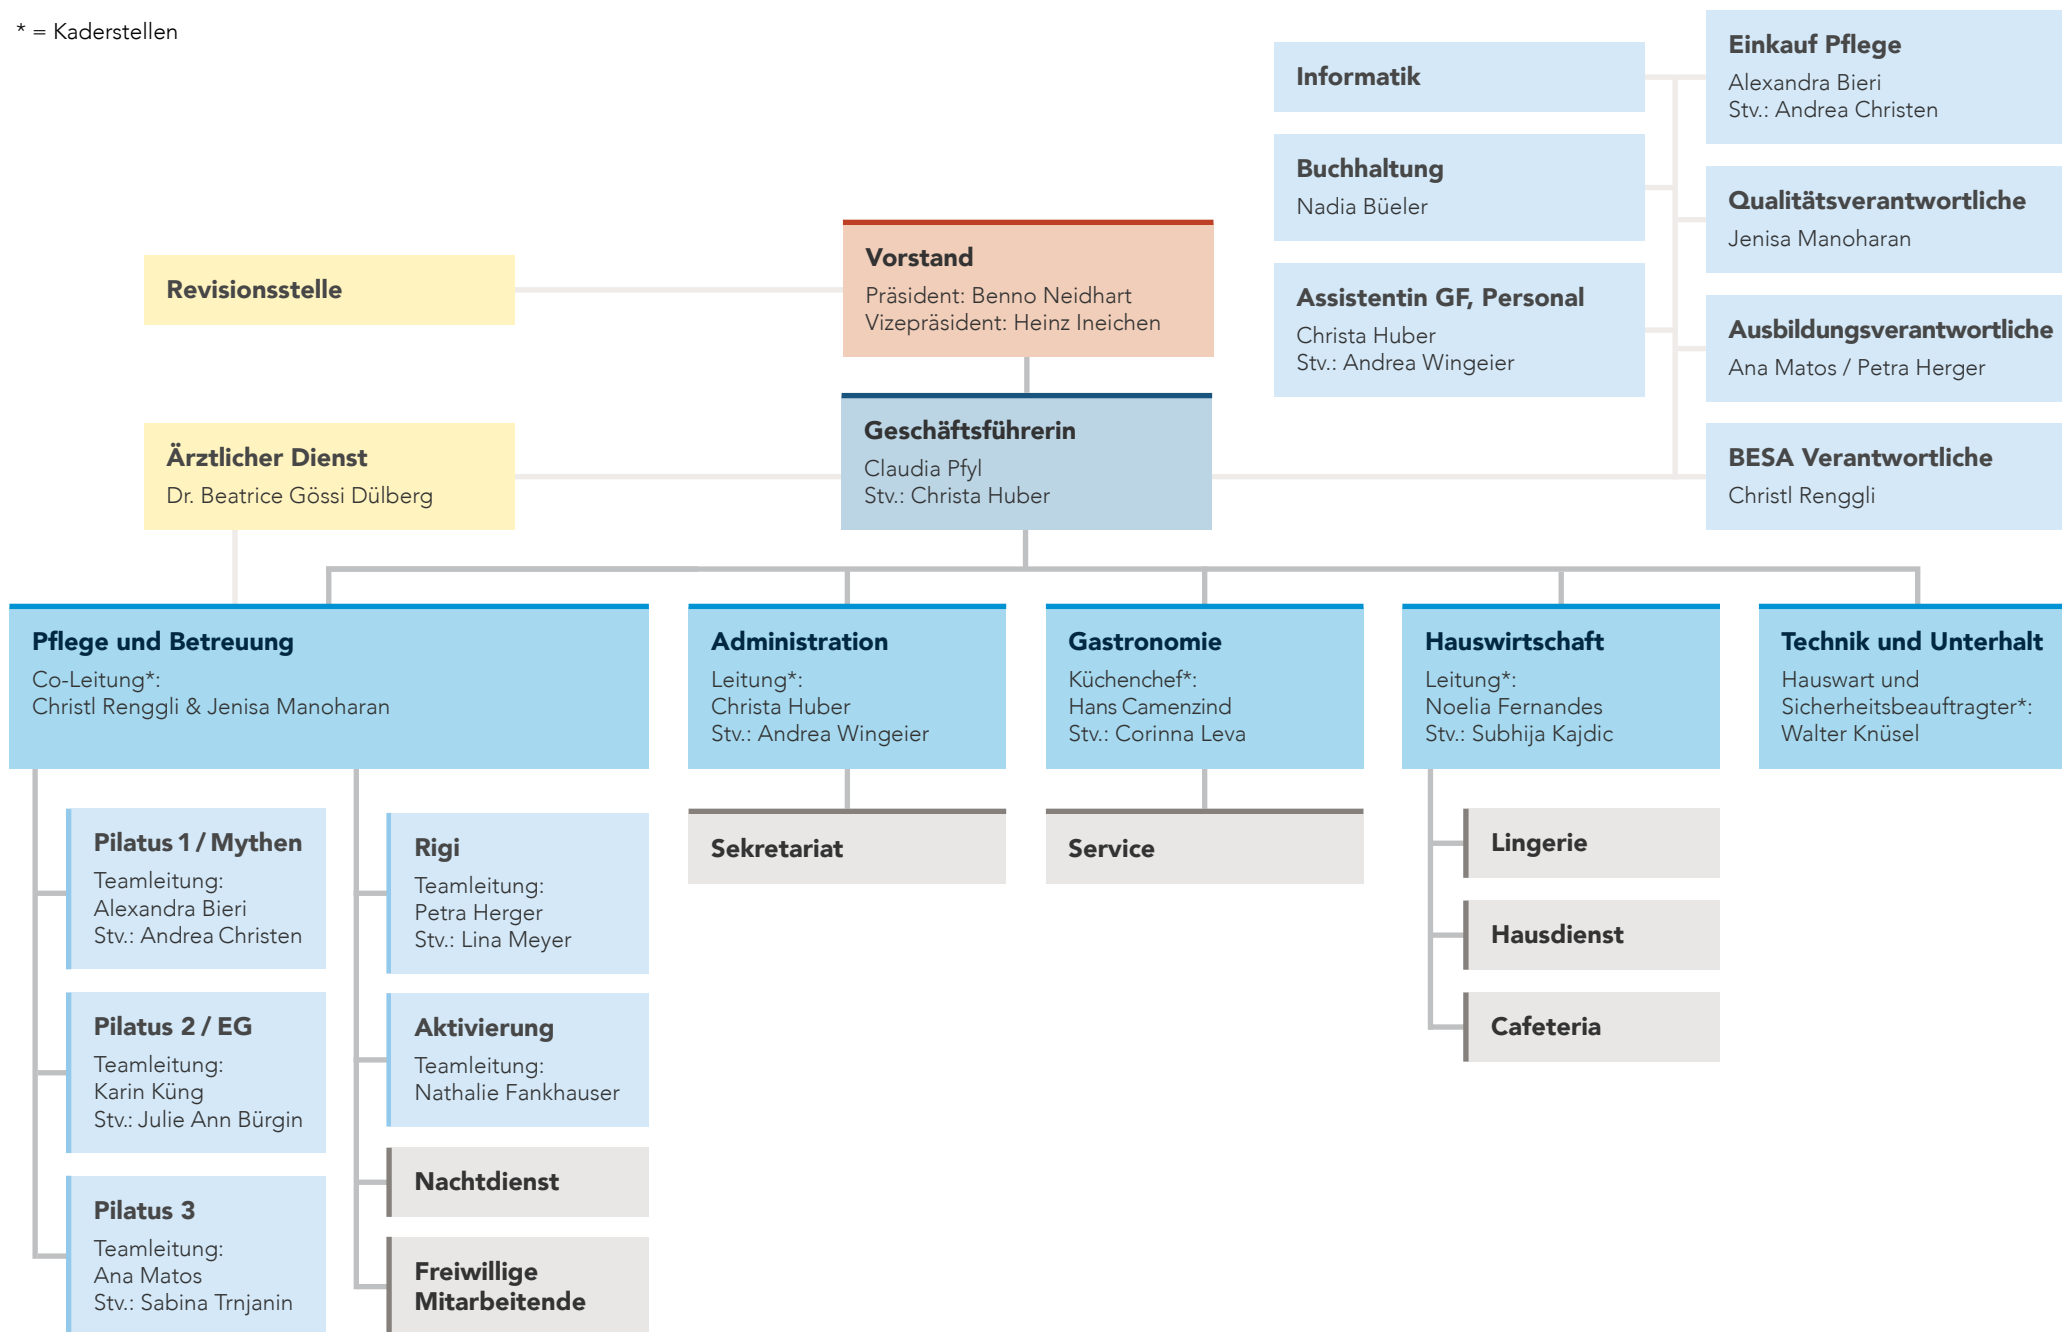 * = Kaderstellen
Informatik
Buchhaltung
Nadia Büeler
Assistentin GF, Personal
Christa Huber
Stv.: Andrea Wingeier
Einkauf Pflege
Alexandra Bieri
Stv.: Andrea Christen
Qualitätsverantwortliche
Jenisa Manoharan
Ausbildungsverantwortliche
Ana Matos / Petra Herger
BESA Verantwortliche
Christl Renggli
Revisionsstelle
Vorstand
Präsident: Benno Neidhart
Vizepräsident: Heinz Ineichen
Ärztlicher Dienst
Dr. Beatrice Gössi Dülberg
Geschäftsführerin
Claudia Pfyl
Stv.: Christa Huber
Pflege und Betreuung
Co-Leitung*:
Christl Renggli & Jenisa Manoharan
Administration
Leitung*:
Christa Huber
Stv.: Andrea Wingeier
Gastronomie
Küchenchef*:
Hans Camenzind
Stv.: Corinna Leva
Hauswirtschaft
Leitung*:
Noelia Fernandes
Stv.: Subhija Kajdic
Technik und Unterhalt
Hauswart und
Sicherheitsbeauftragter*:
Walter Knüsel
Pilatus 1 / Mythen
Teamleitung:
Alexandra Bieri
Stv.: Andrea Christen
Pilatus 2 / EG
Teamleitung:
Karin Küng
Stv.: Julie Ann Bürgin
Pilatus 3
Teamleitung:
Ana Matos
Stv.: Sabina Trnjanin
Rigi
Teamleitung:
Petra Herger
Stv.: Lina Meyer
Aktivierung
Teamleitung:
Nathalie Fankhauser
Nachtdienst
Freiwillige
Mitarbeitende
Sekretariat
Service
Lingerie
Hausdienst
Cafeteria